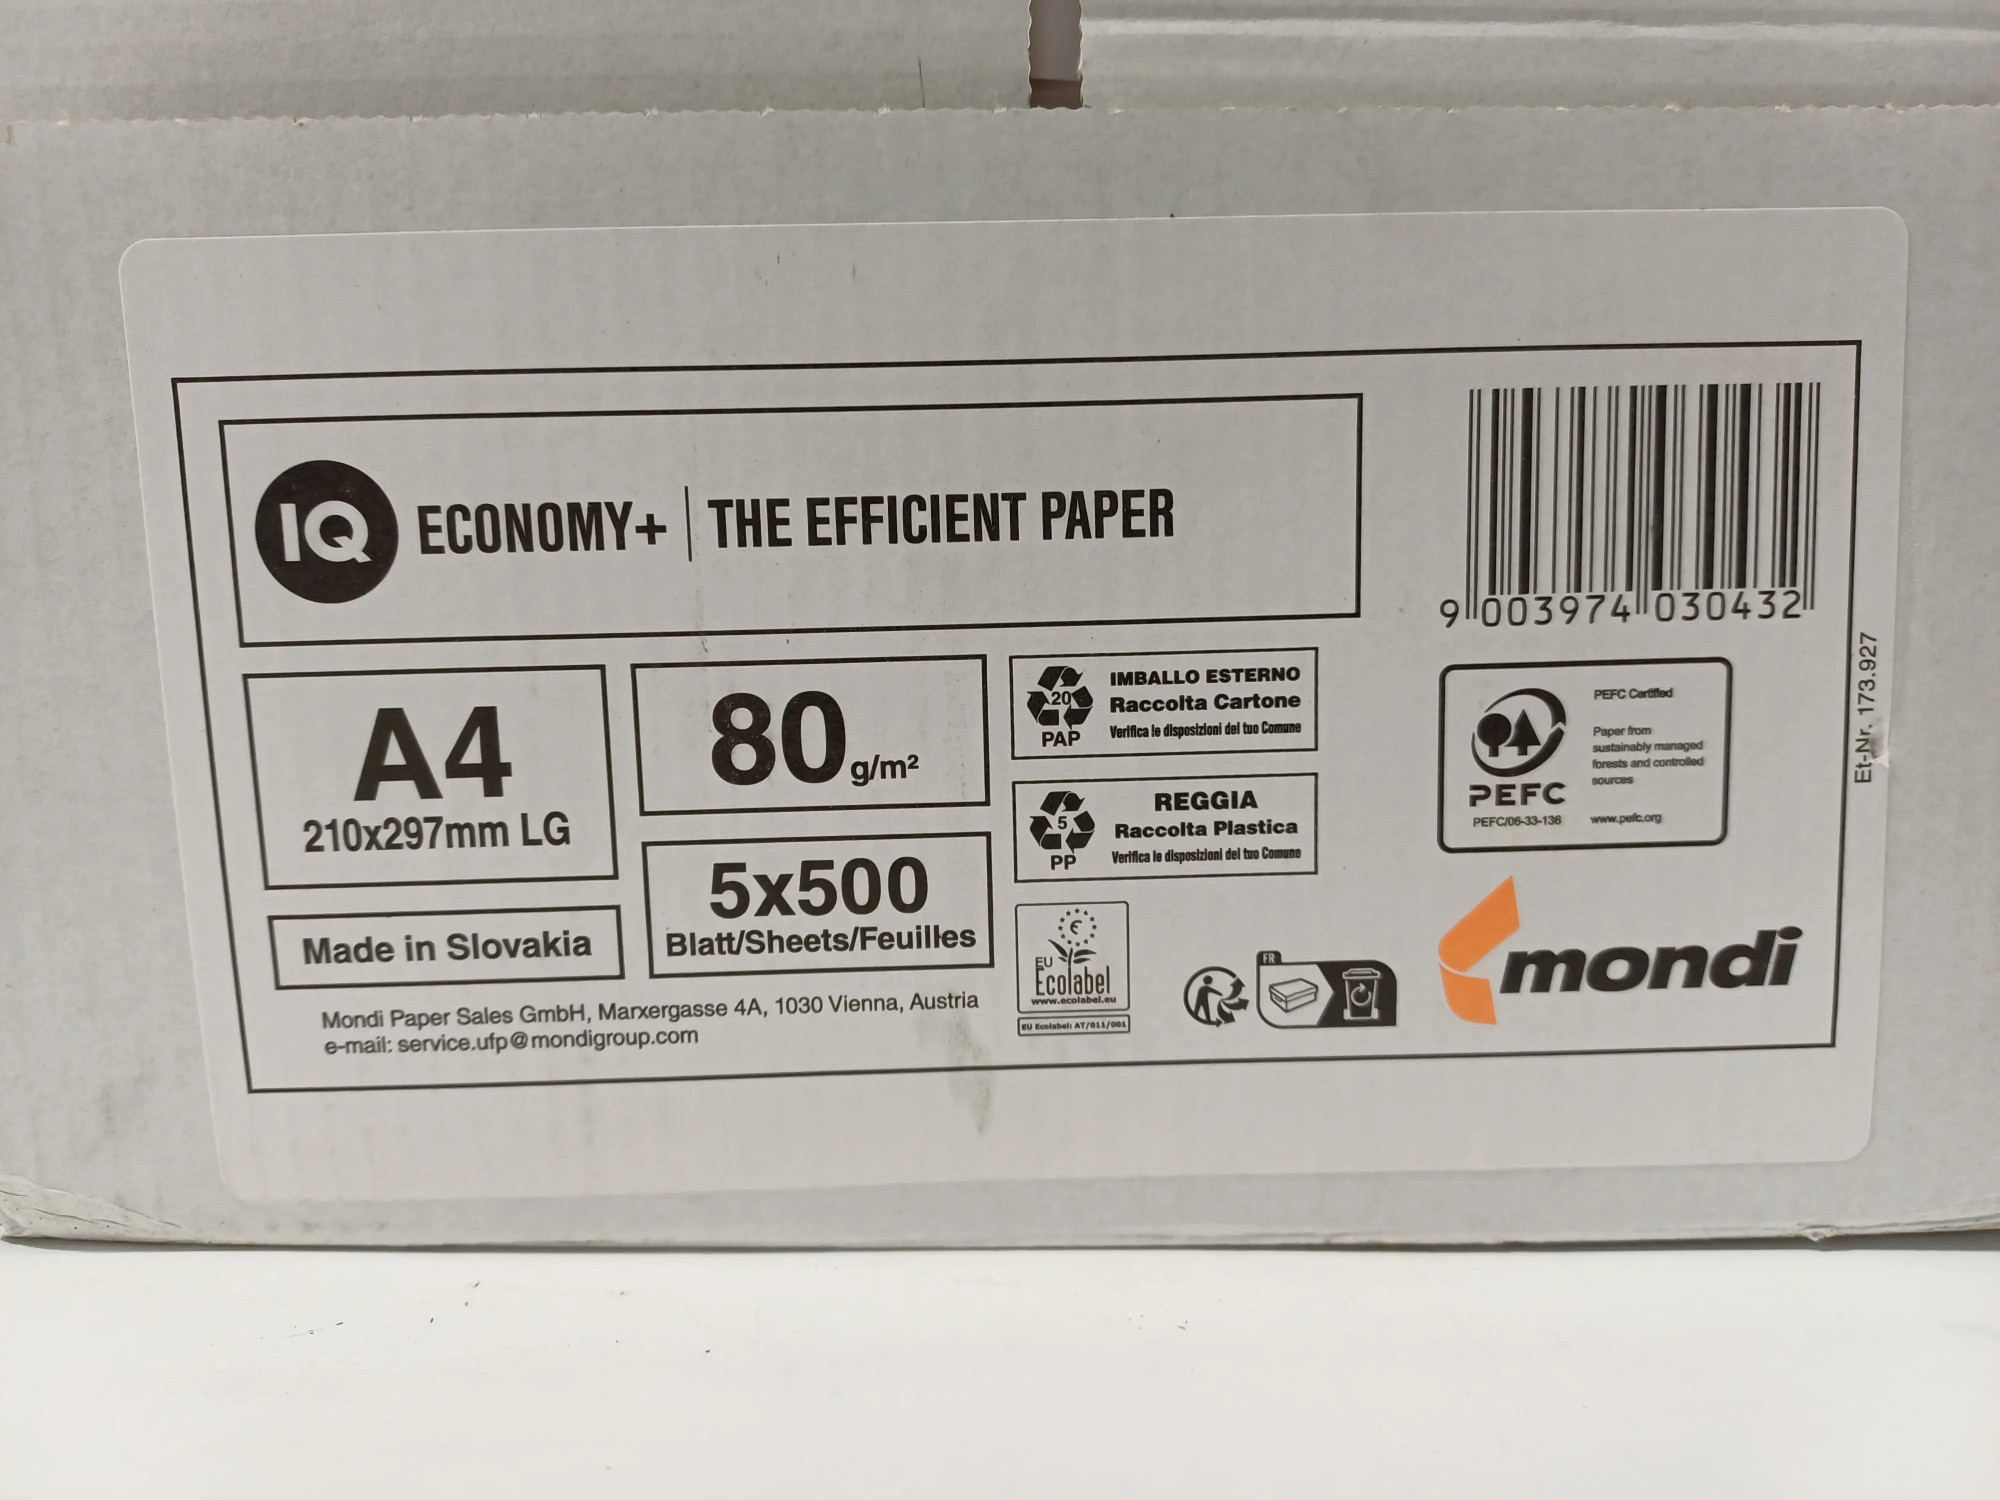 IQ ECONOMY+ | THE EFFICIENT PAPER
9 003974 030432
A4
210x297mm LG
80 g/m²
5x500
Blatt/Sheets/Feuilles
Made in Slovakia
Mondi Paper Sales GmbH, Marxergasse 4A, 1030 Vienna, Austria
e-mail: service.ufp@mondigroup.com
20
PAP
IMBALLO ESTERNO
Raccolta Cartone
Verifica le disposizioni del tuo Comune
5
PP
REGGIA
Raccolta Plastica
Verifica le disposizioni del tuo Comune
EU
Ecolabel
www.ecolabel.eu
EU Ecolabel: AT/011/001
FR
PEFC
PEFC/06-33-136
PEFC Certified
Paper from
sustainably managed
forests and controlled
sources
www.pefc.org
mondi
Et-Nr. 173.927